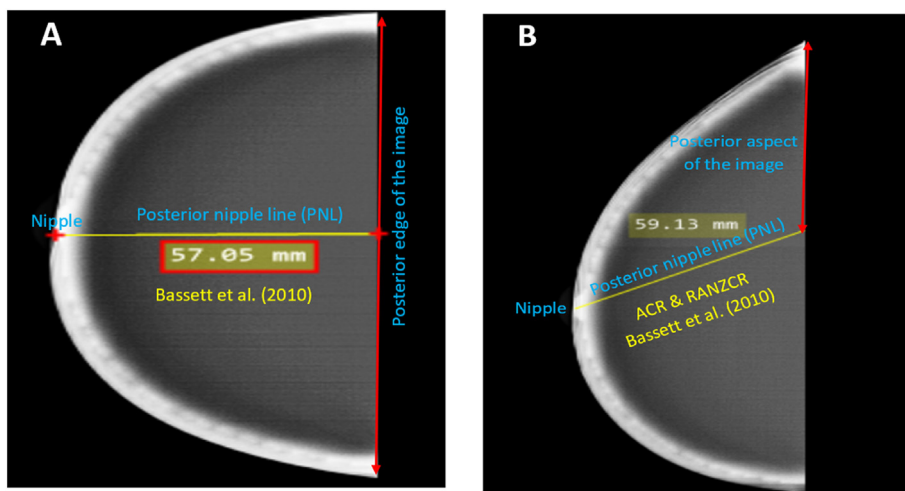 A
Nipple
Posterior nipple line (PNL)
57.05 mm
Bassett et al. (2010)
Posterior edge of the image
B
Posterior aspect
of the image
59.13 mm
Posterior nipple line (PNL)
Nipple
ACR & RANZCR
Bassett et al. (2010)